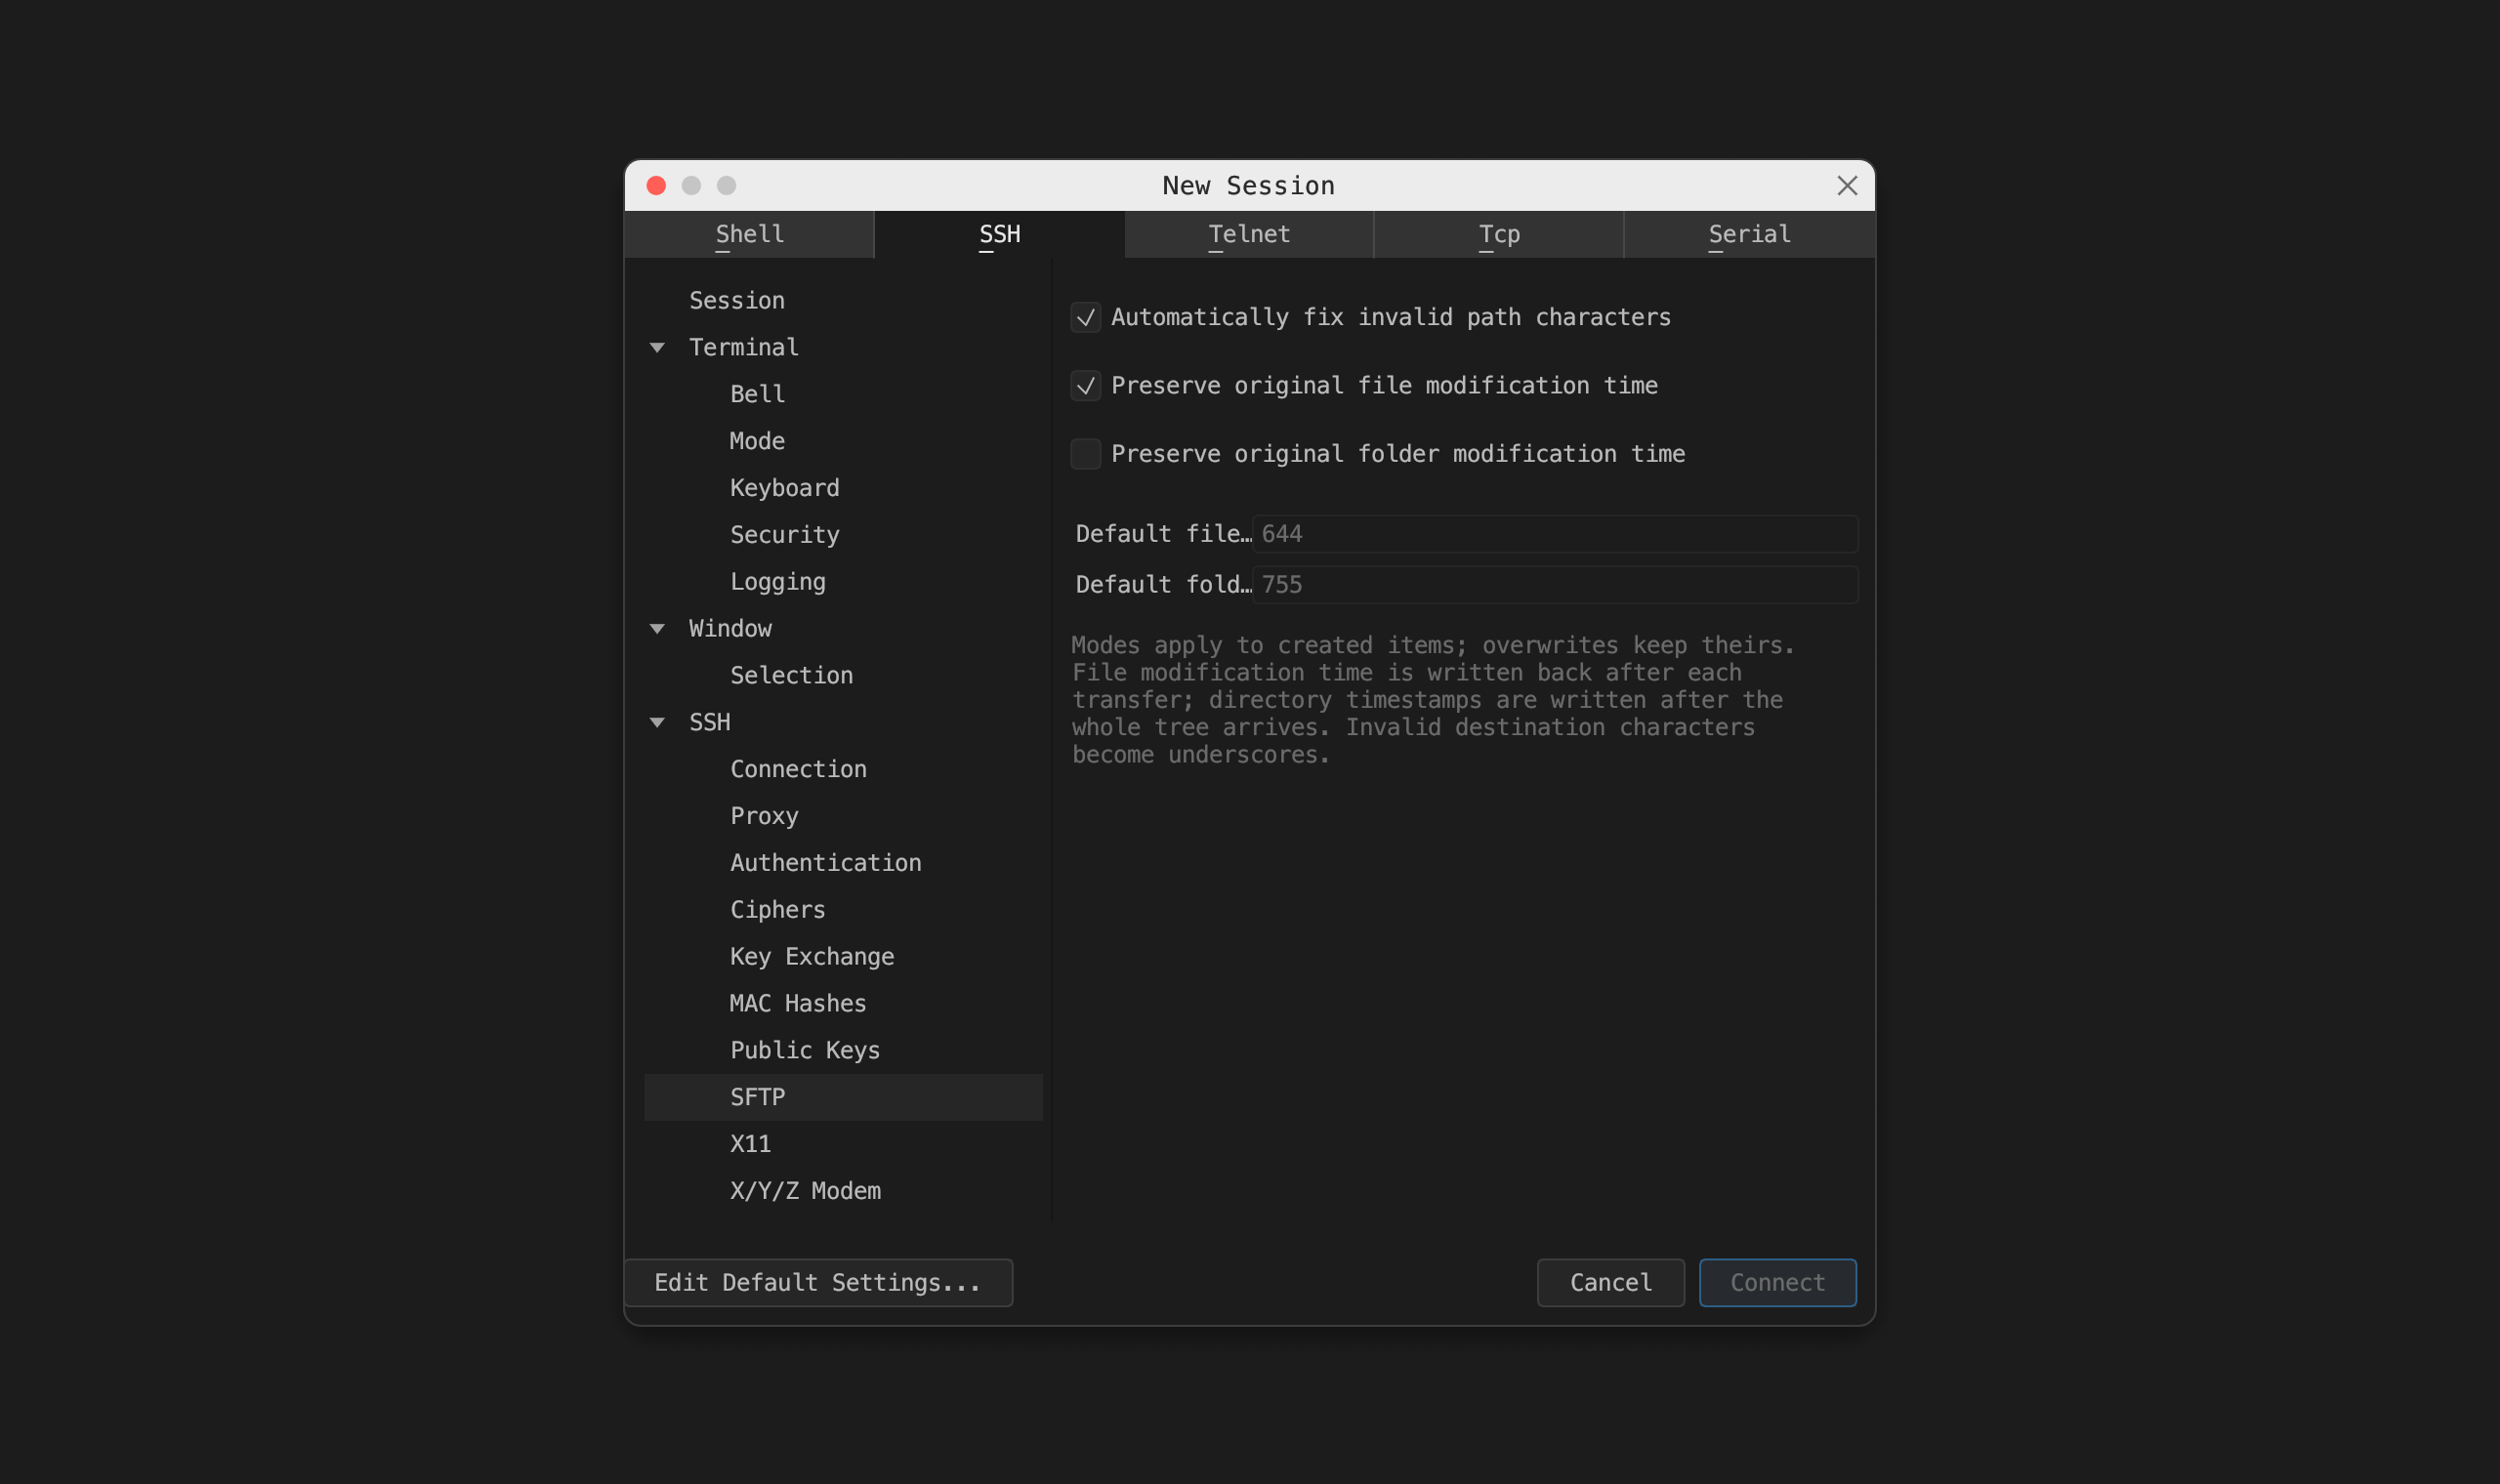 New Session
Shell
SSH
Telnet
Tcp
Serial
Session
Terminal
Bell
Mode
Keyboard
Security
Logging
Window
Selection
SSH
Connection
Proxy
Authentication
Ciphers
Key Exchange
MAC Hashes
Public Keys
SFTP
X11
X/Y/Z Modem
Automatically fix invalid path characters
Preserve original file modification time
Preserve original folder modification time
Default file… 644
Default fold… 755
Modes apply to created items; overwrites keep theirs.
File modification time is written back after each
transfer; directory timestamps are written after the
whole tree arrives. Invalid destination characters
become underscores.
Edit Default Settings...
Cancel
Connect